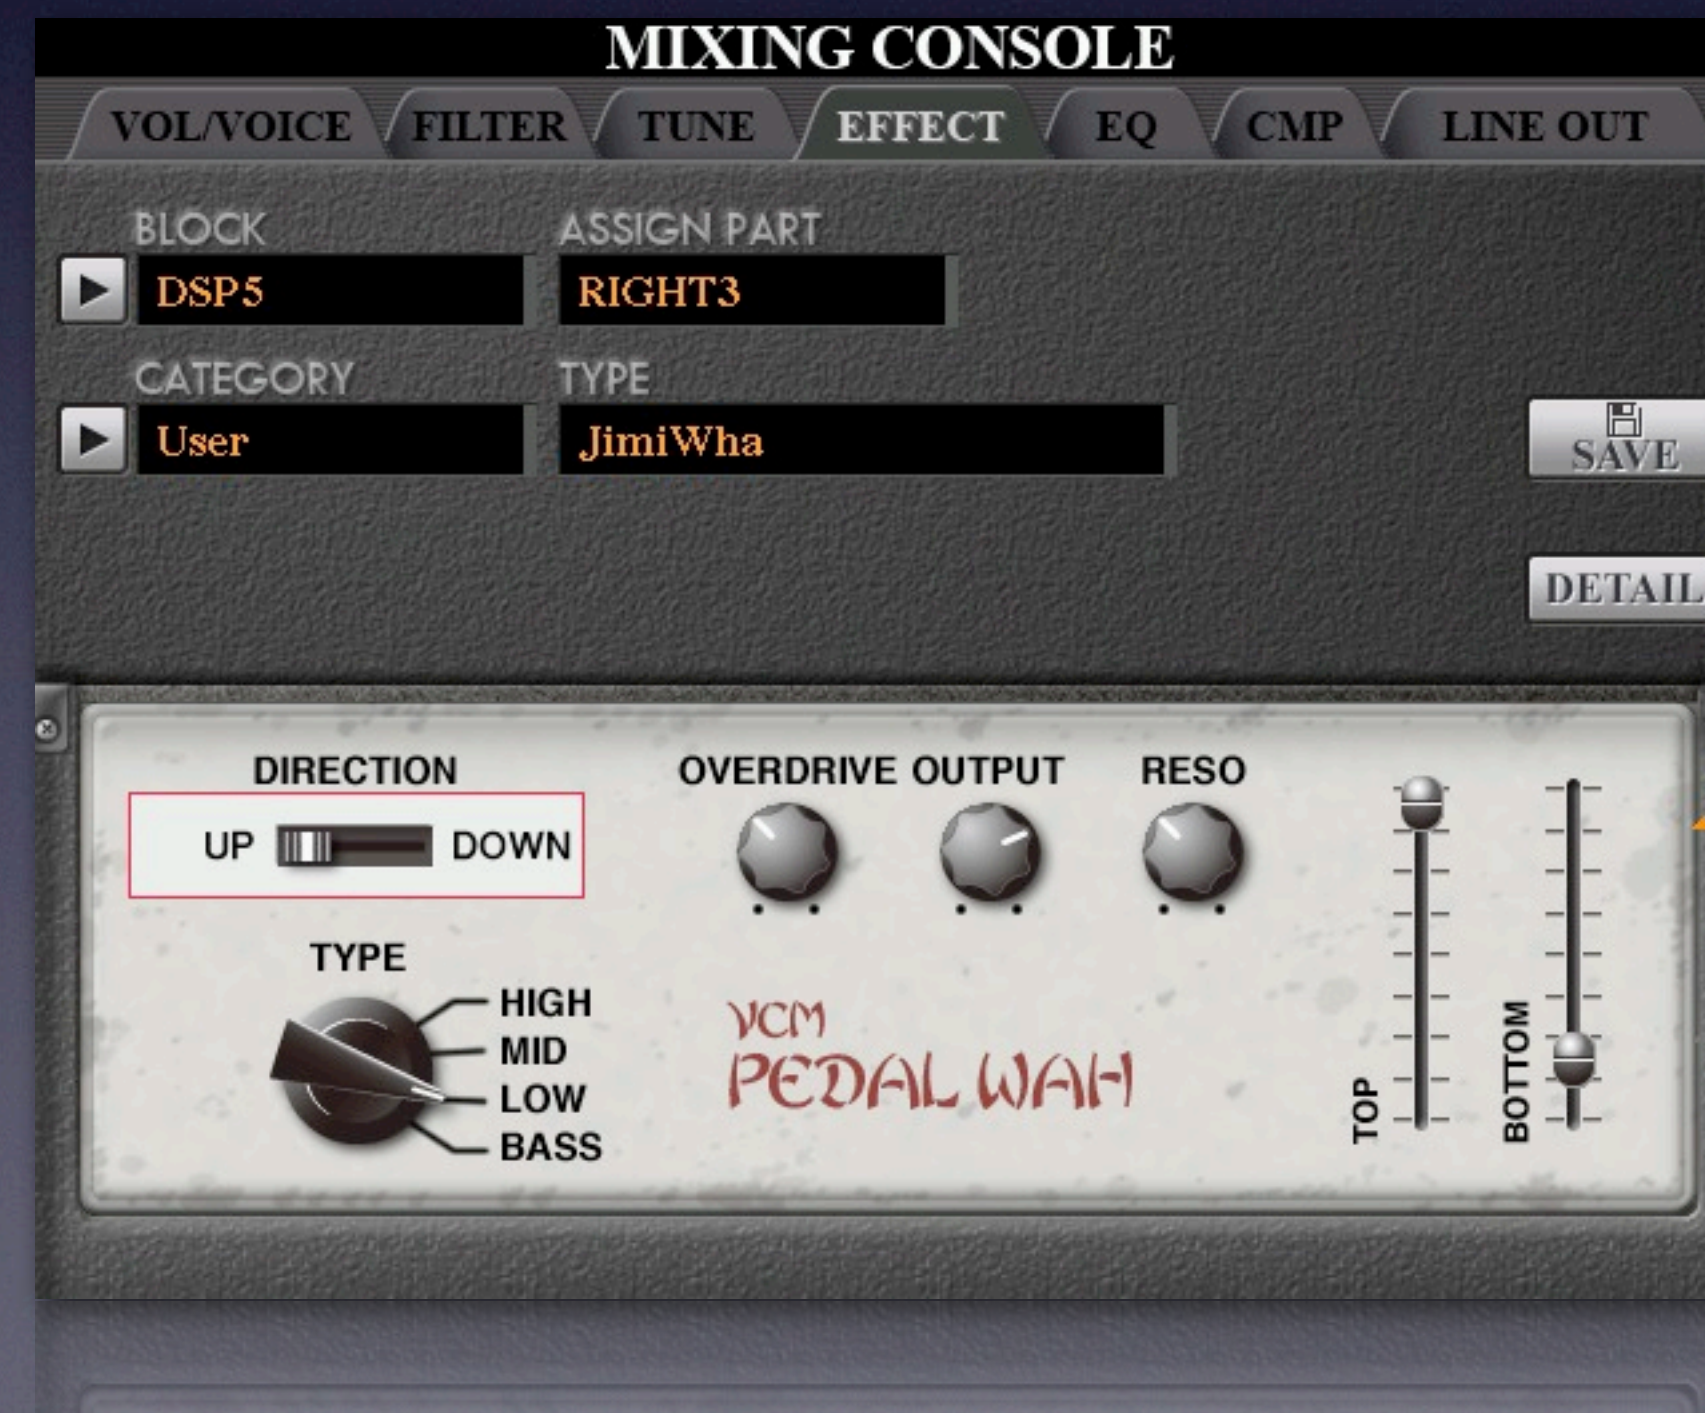 MIXING CONSOLE
VOL/VOICE FILTER TUNE EFFECT EQ CMP LINE OUT
BLOCK ASSIGN PART
DSP5 RIGHT3
CATEGORY TYPE
User JimiWha
SAVE
DETAIL
DIRECTION OVERDRIVE OUTPUT RESO
UP DOWN
TYPE
HIGH
MID
LOW
BASS
VCM
PEDAL WAH
TOP
BOTTOM